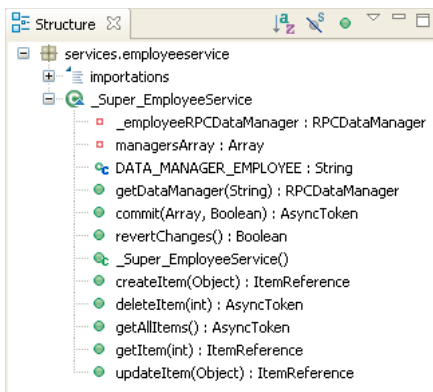 Structure
services.employeeservice
importations
_Super_EmployeeService
_employeeRPCDataManager : RPCDataManager
managersArray : Array
DATA_MANAGER_EMPLOYEE : String
getDataManager(String) : RPCDataManager
commit(Array, Boolean) : AsyncToken
revertChanges() : Boolean
_Super_EmployeeService()
createItem(Object) : ItemReference
deleteItem(int) : AsyncToken
getAllItems() : AsyncToken
getItem(int) : ItemReference
updateItem(Object) : ItemReference